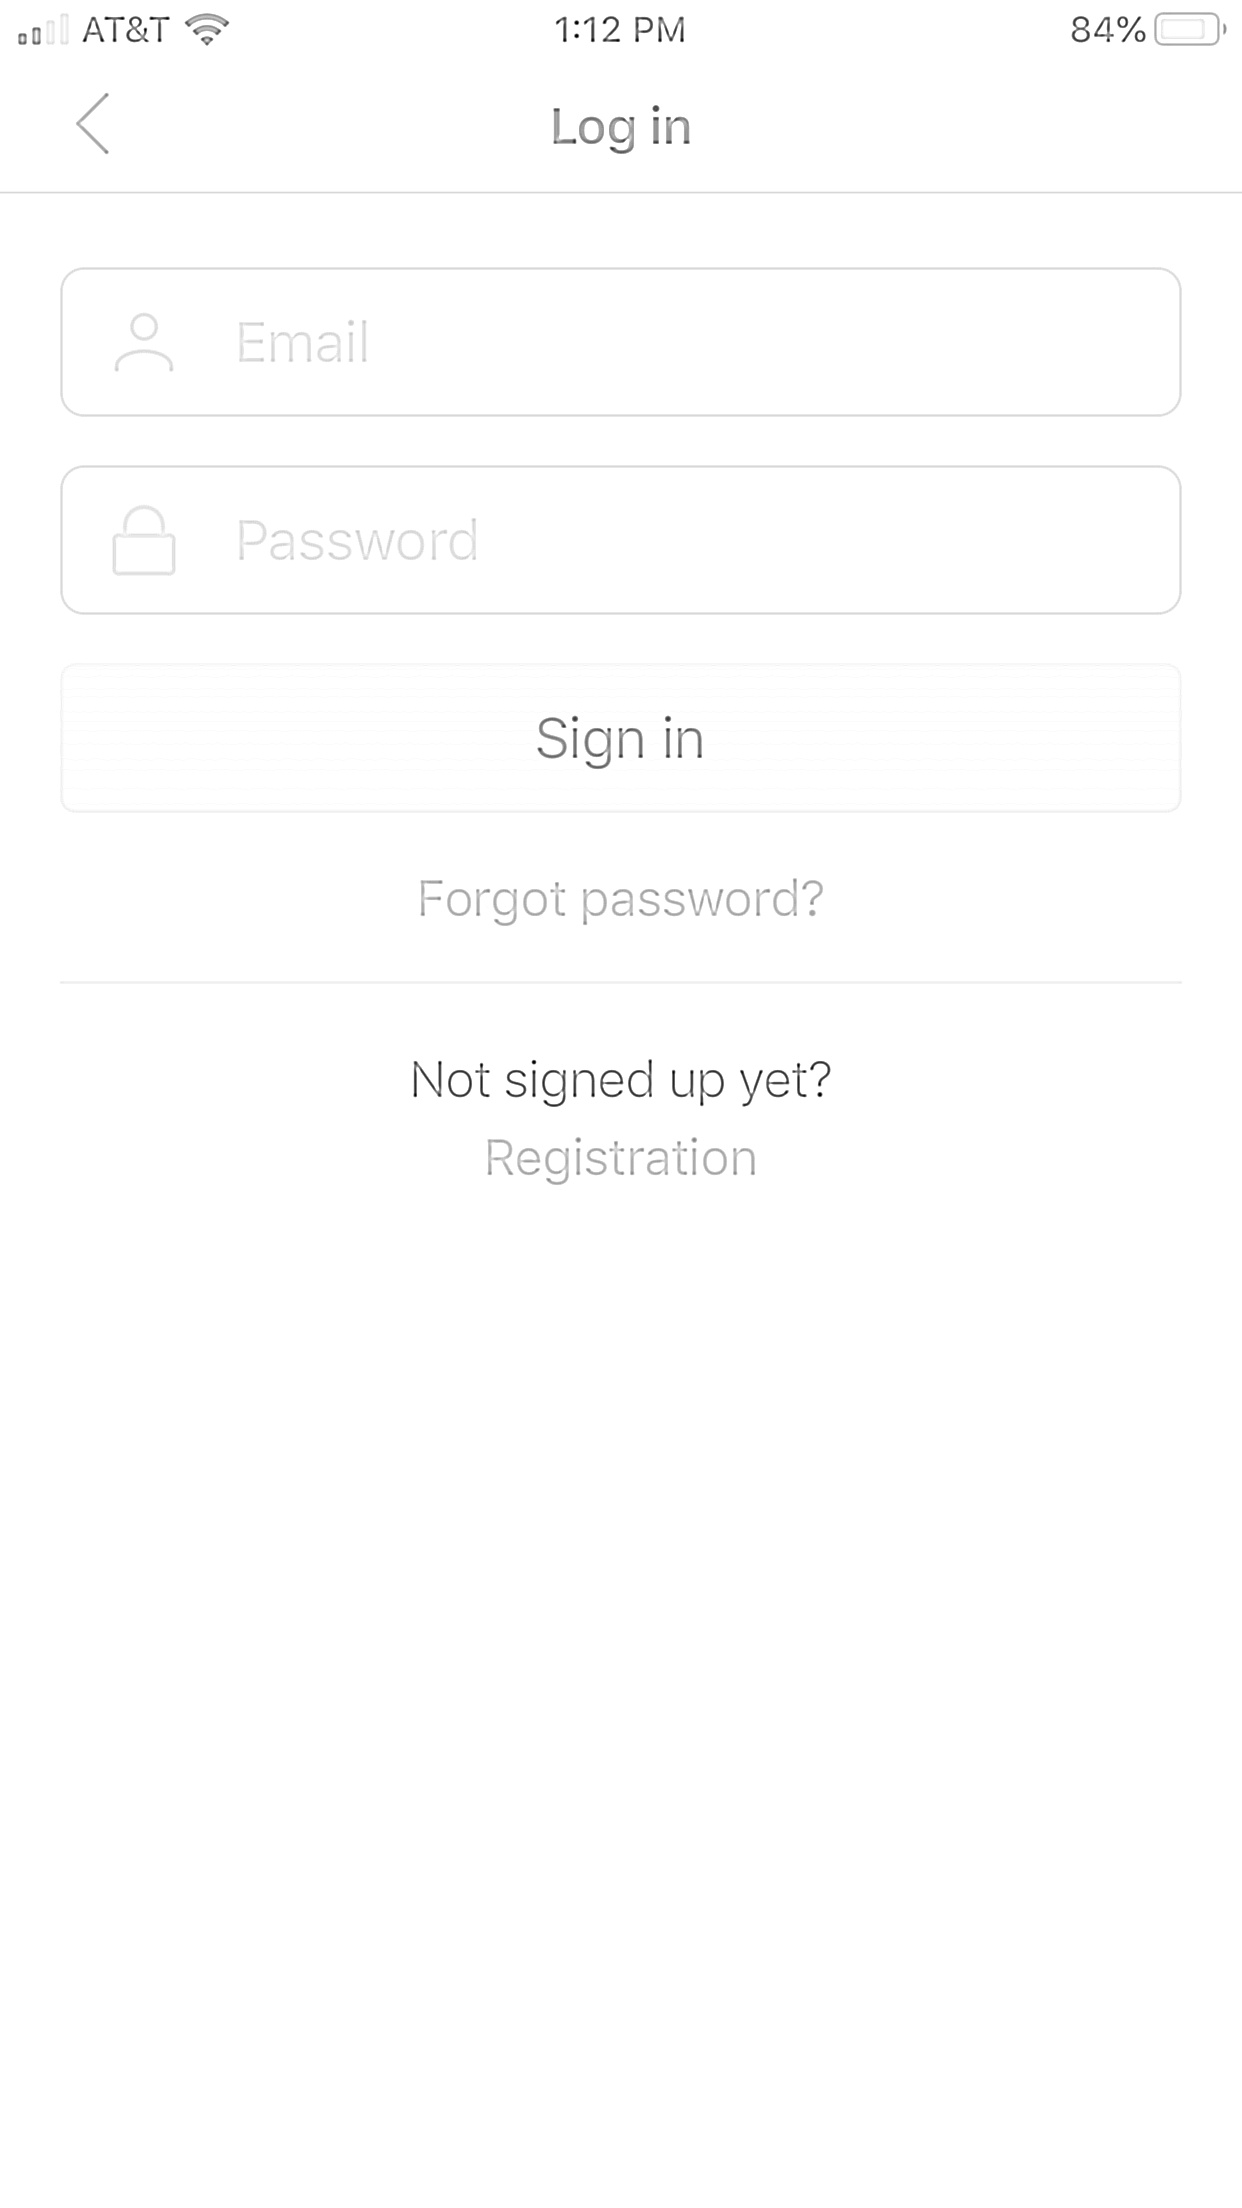 AT&T 1:12 PM 84%
Log in
Email
Password
Sign in
Forgot password?
Not signed up yet?
Registration